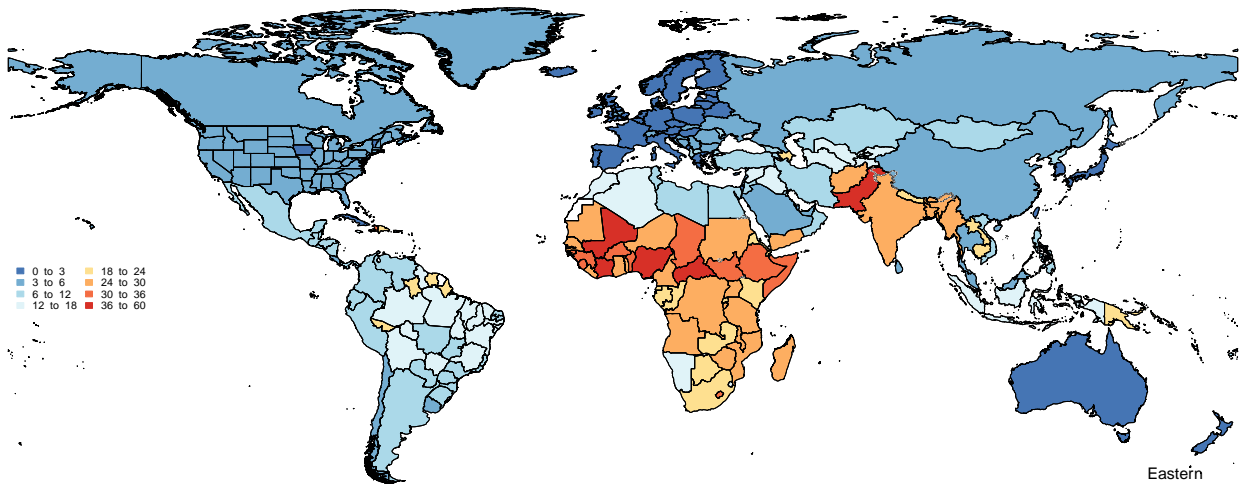 0 to 3
3 to 6
6 to 12
12 to 18
18 to 24
24 to 30
30 to 36
36 to 60
Eastern